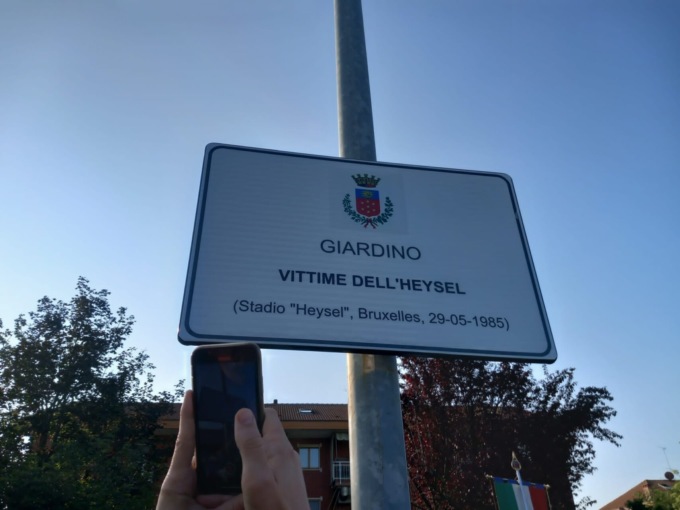 GIARDINO
VITTIME DELL'HEYSEL
(Stadio "Heysel", Bruxelles, 29-05-1985)